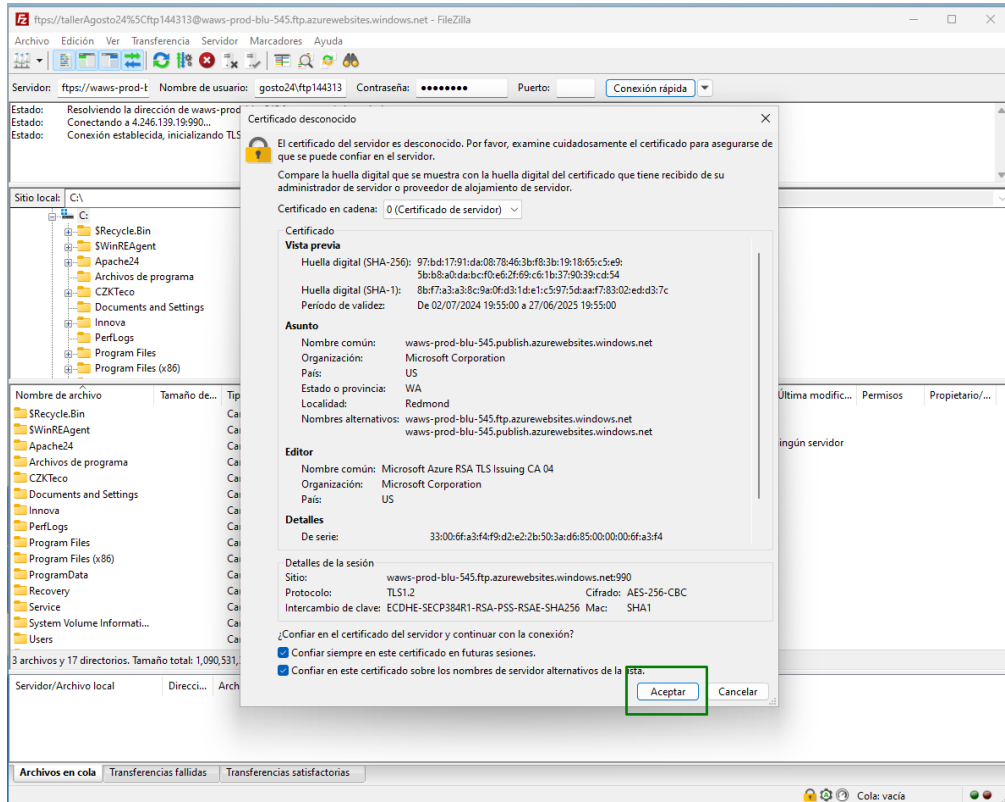 ftps://tallerAgosto24%5Cftp144313@waws-prod-blu-545.ftp.azurewebsites.windows.net - FileZilla
Archivo Edición Ver Transferencia Servidor Marcadores Ayuda
Servidor: ftps://waws-prod-b Nombre de usuario: gosto24\ftp144313 Contraseña: ●●●●●●●● Puerto: Conexión rápida
Estado: Resolviendo la dirección de waws-prod
Estado: Conectando a 4.246.139.19:990...
Estado: Conexión establecida, inicializando TLS
Sitio local: C:\
C:
$Recycle.Bin
$WinREAgent
Apache24
Archivos de programa
CZKTeco
Documents and Settings
Innova
PerfLogs
Program Files
Program Files (x86)
Nombre de archivo Tamaño de... Tip
$Recycle.Bin Ca
$WinREAgent Ca
Apache24 Ca
Archivos de programa Ca
CZKTeco Ca
Documents and Settings Ca
Innova Ca
PerfLogs Ca
Program Files Ca
Program Files (x86) Ca
ProgramData Ca
Recovery Ca
Service Ca
System Volume Informati... Ca
Users Ca
3 archivos y 17 directorios. Tamaño total: 1,090,531,
Última modific... Permisos Propietario/...
ningún servidor
Certificado desconocido
El certificado del servidor es desconocido. Por favor, examine cuidadosamente el certificado para asegurarse de
que se puede confiar en el servidor.
Compare la huella digital que se muestra con la huella digital del certificado que tiene recibido de su
administrador de servidor o proveedor de alojamiento de servidor.
Certificado en cadena: 0 (Certificado de servidor)
Certificado
Vista previa
Huella digital (SHA-256): 97:bd:17:91:da:08:78:46:3b:f8:3b:19:18:65:c5:e9:
5b:b8:a0:da:bc:f0:e6:2f:69:c6:1b:37:90:39:cd:54
Huella digital (SHA-1): 8b:f7:a3:a3:8c:9a:0f:d3:1d:e1:c5:97:5d:aa:f7:83:02:ed:d3:7c
Período de validez: De 02/07/2024 19:55:00 a 27/06/2025 19:55:00
Asunto
Nombre común: waws-prod-blu-545.publish.azurewebsites.windows.net
Organización: Microsoft Corporation
País: US
Estado o provincia: WA
Localidad: Redmond
Nombres alternativos: waws-prod-blu-545.ftp.azurewebsites.windows.net
waws-prod-blu-545.publish.azurewebsites.windows.net
Editor
Nombre común: Microsoft Azure RSA TLS Issuing CA 04
Organización: Microsoft Corporation
País: US
Detalles
De serie: 33:00:6f:a3:f4:f9:d2:e2:2b:50:3a:d6:85:00:00:00:6f:a3:f4
Detalles de la sesión
Sitio: waws-prod-blu-545.ftp.azurewebsites.windows.net:990
Protocolo: TLS1.2 Cifrado: AES-256-CBC
Intercambio de clave: ECDHE-SECP384R1-RSA-PSS-RSAE-SHA256 Mac: SHA1
¿Confiar en el certificado del servidor y continuar con la conexión?
Confiar siempre en este certificado en futuras sesiones.
Confiar en este certificado sobre los nombres de servidor alternativos de la lista.
Aceptar Cancelar
Servidor/Archivo local Direcci... Arch
Archivos en cola Transferencias fallidas Transferencias satisfactorias
Cola: vacía